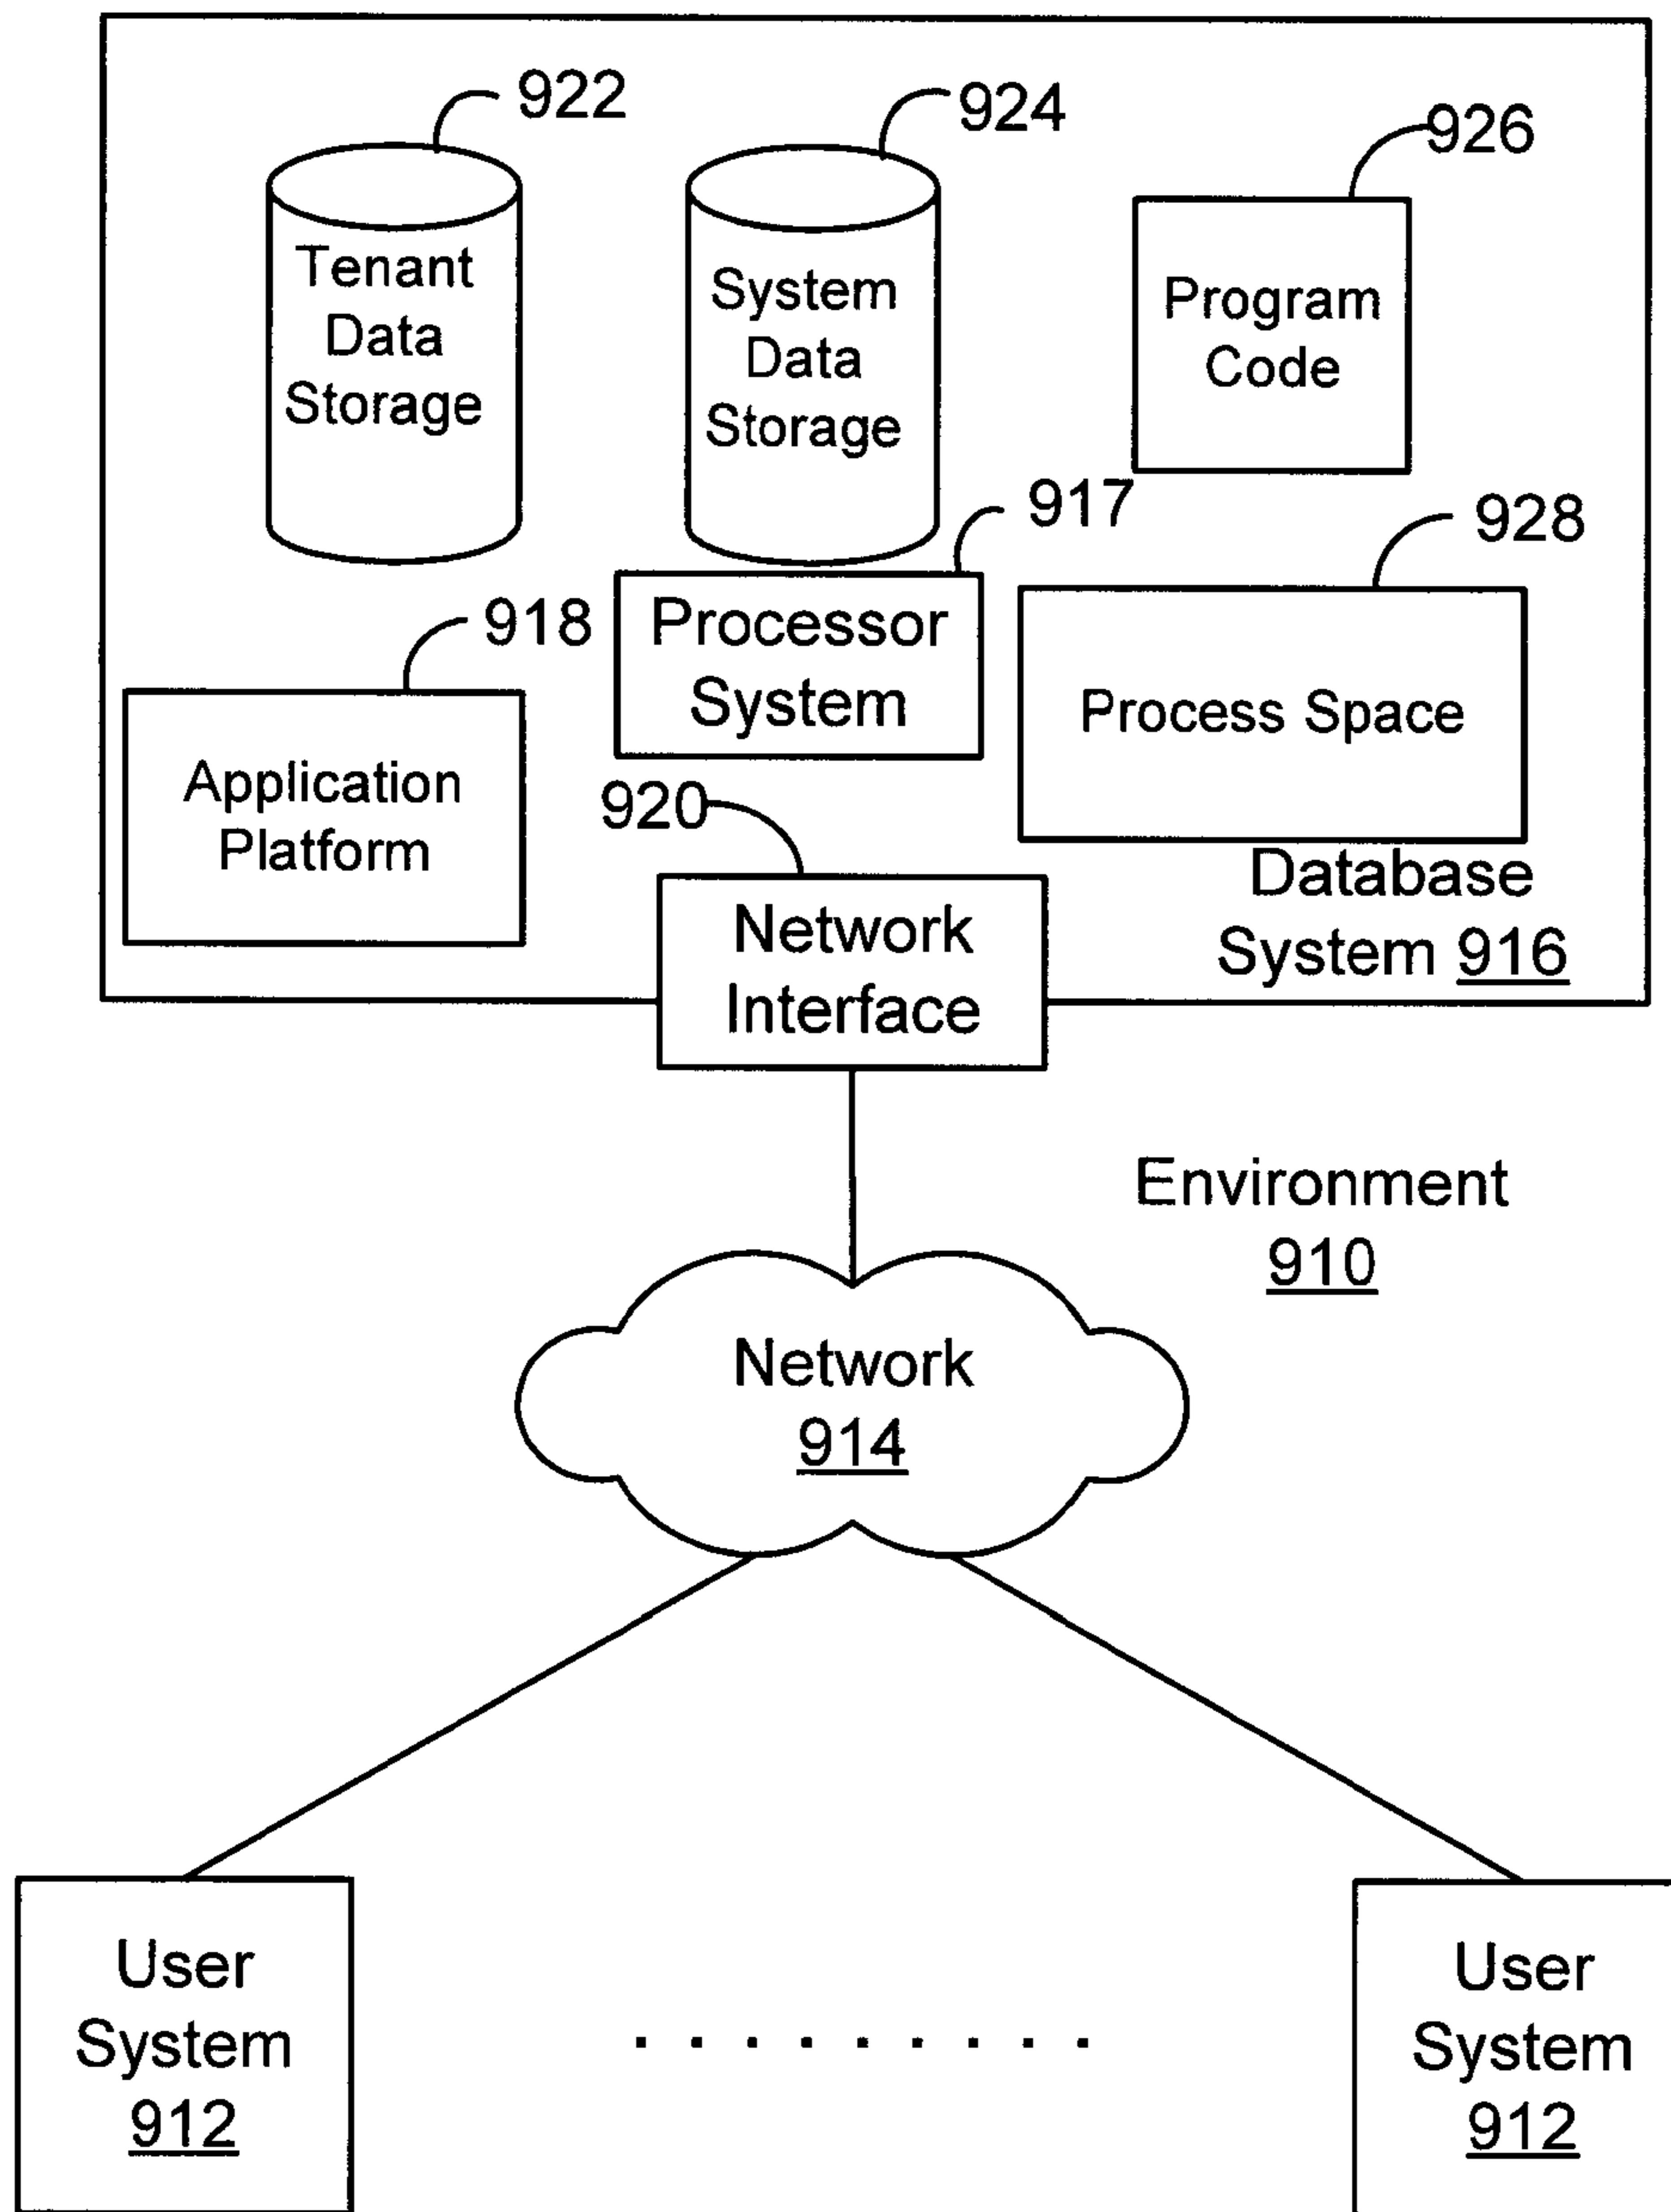 922
924
926
Tenant
Data
Storage
System
Data
Storage
Program
Code
917
928
918
Processor
System
Process Space
Application
Platform
920
Database
System 916
Network
Interface
Environment
910
Network
914
User
System
912
. . . . . . . . .
User
System
912